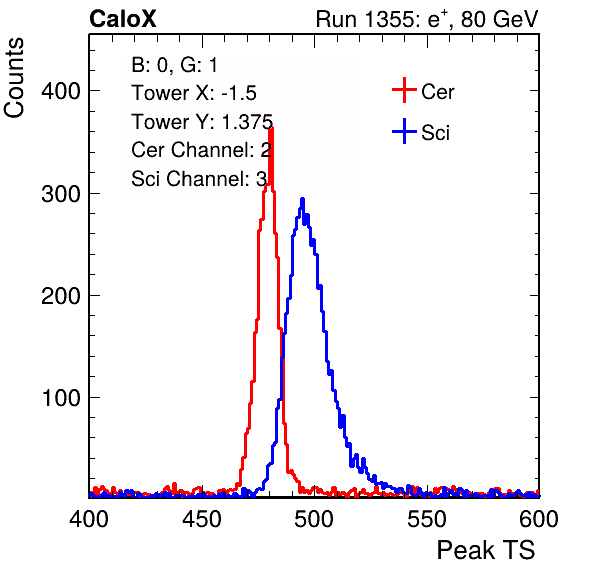 CaloX
Run 1355: e+, 80 GeV
Counts
B: 0, G: 1
Tower X: -1.5
Tower Y: 1.375
Cer Channel: 2
Sci Channel: 3
Cer
Sci
400
300
200
100
400 450 500 550 600
Peak TS